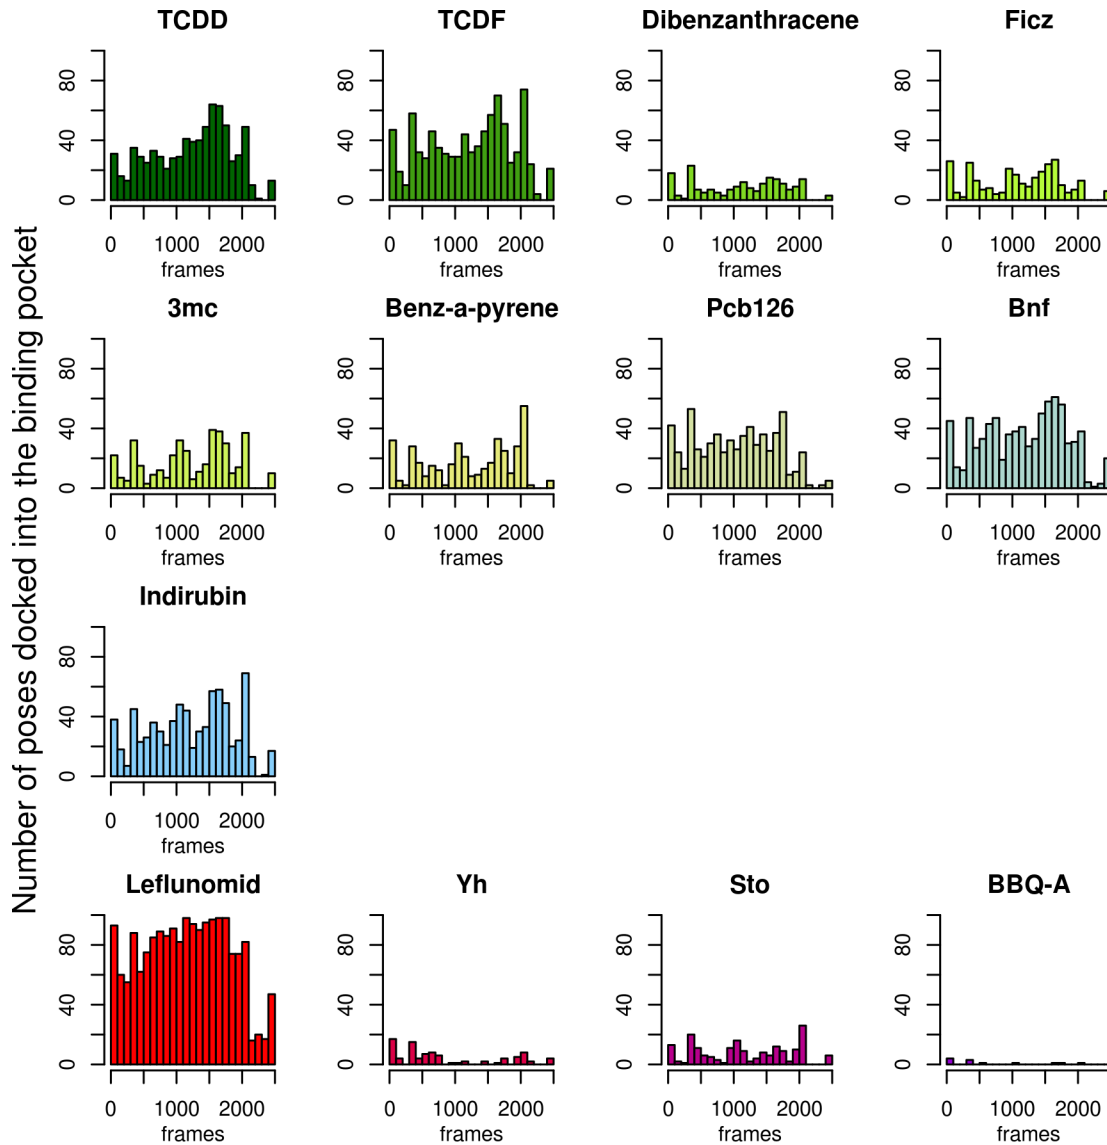 TCDD TCDF Dibenzanthracene Ficz
80 80 80 80
40 40 40 40
0 0 0 0
0 1000 2000 0 1000 2000 0 1000 2000 0 1000 2000
frames frames frames frames
Number of poses docked into the binding pocket
3mc Benz-a-pyrene Pcb126 Bnf
80 80 80 80
40 40 40 40
0 0 0 0
0 1000 2000 0 1000 2000 0 1000 2000 0 1000 2000
frames frames frames frames
Indirubin
80
40
0
0 1000 2000
frames
Leflunomid Yh Sto BBQ-A
80 80 80 80
40 40 40 40
0 0 0 0
0 1000 2000 0 1000 2000 0 1000 2000 0 1000 2000
frames frames frames frames